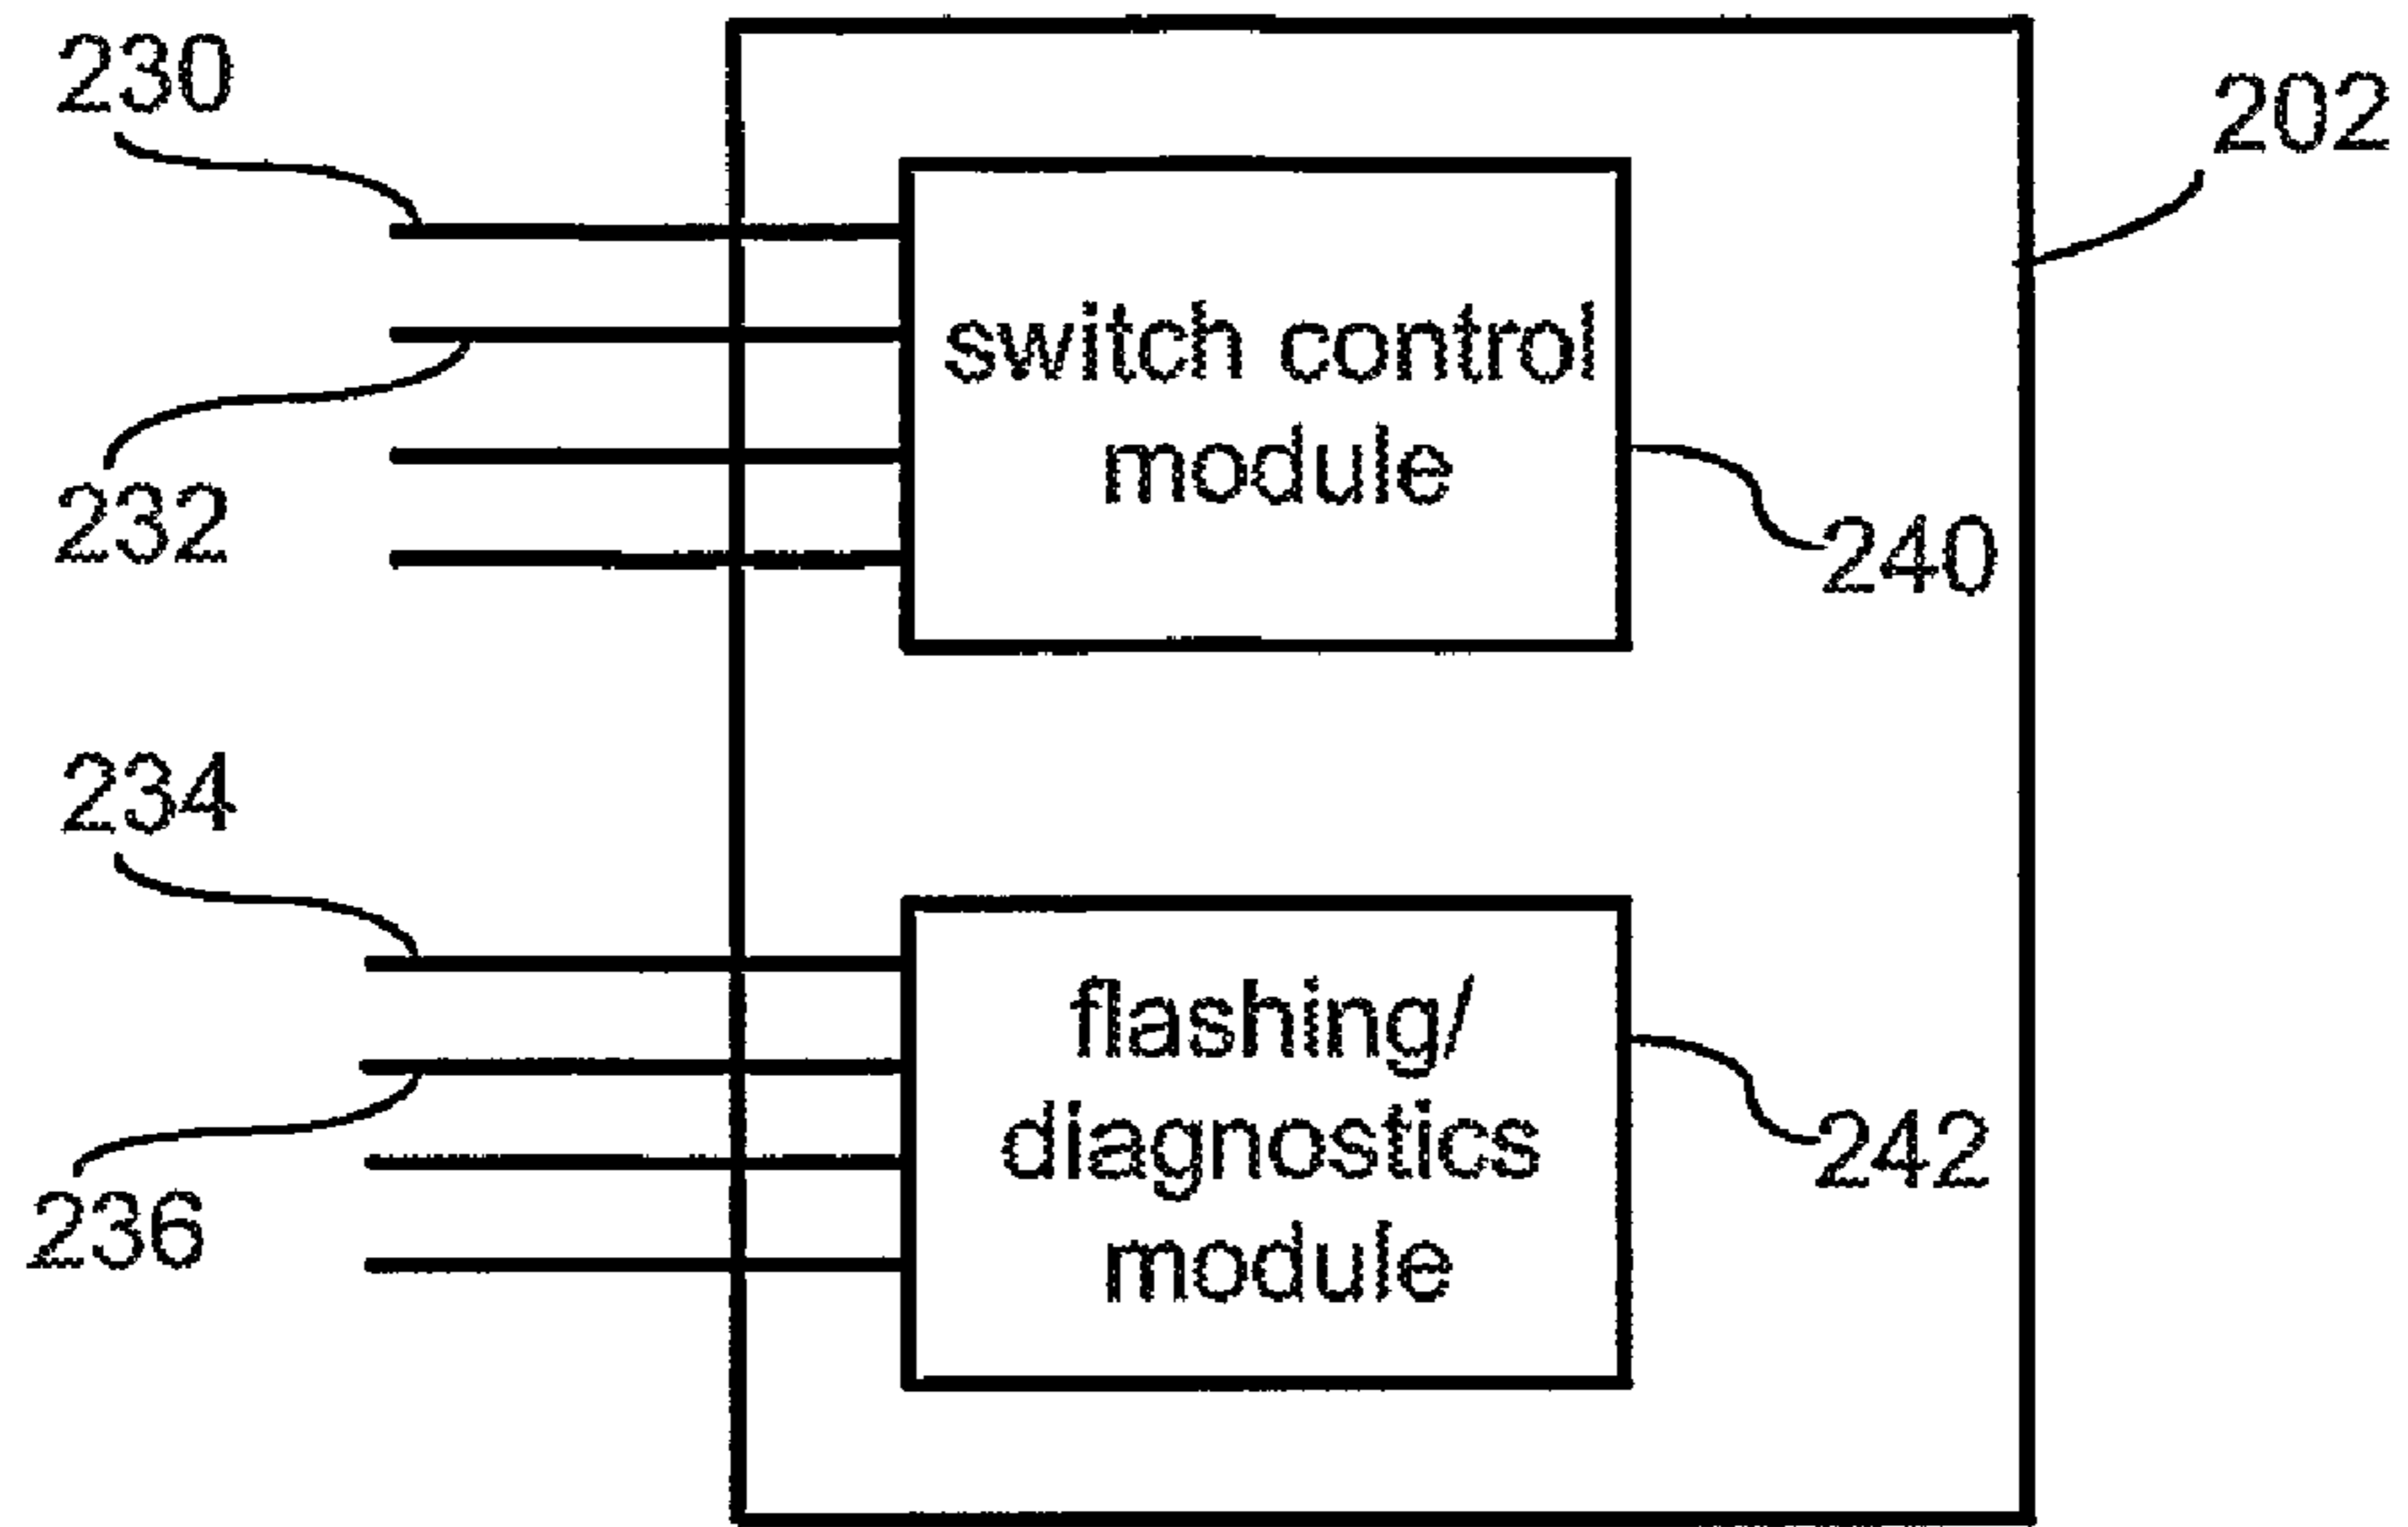 230
202
switch control
module
232
240
234
flashing/
diagnostics
module
242
236